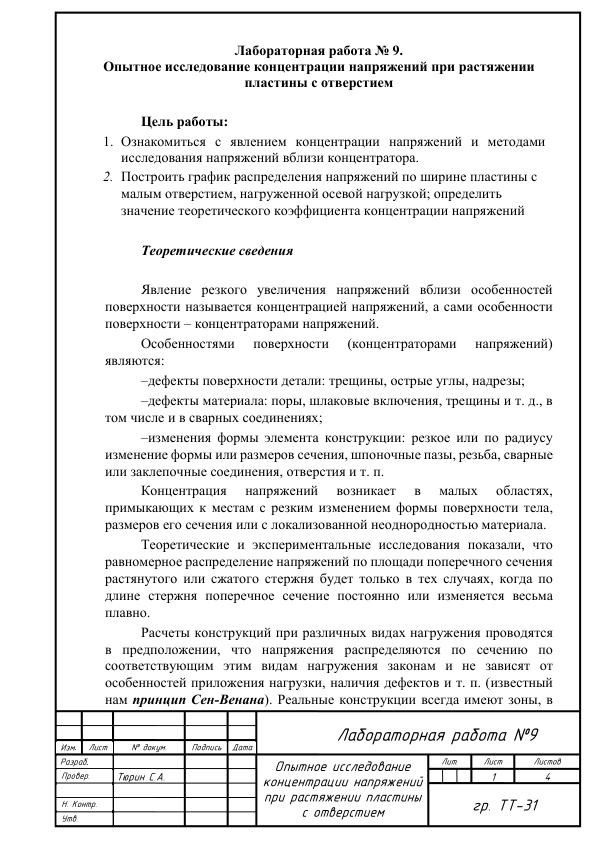 Лабораторная работа № 9.
Опытное исследование концентрации напряжений при растяжении
пластины с отверстием
Цель работы:
1. Ознакомиться с явлением концентрации напряжений и методами
исследования напряжений вблизи концентратора.
2. Построить график распределения напряжений по ширине пластины с
малым отверстием, нагруженной осевой нагрузкой; определить
значение теоретического коэффициента концентрации напряжений
Теоретические сведения
Явление резкого увеличения напряжений вблизи особенностей
поверхности называется концентрацией напряжений, а сами особенности
поверхности – концентраторами напряжений.
Особенностями поверхности (концентраторами напряжений)
являются:
–дефекты поверхности детали: трещины, острые углы, надрезы;
–дефекты материала: поры, шлаковые включения, трещины и т. д., в
том числе и в сварных соединениях;
–изменения формы элемента конструкции: резкое или по радиусу
изменение формы или размеров сечения, шпоночные пазы, резьба, сварные
или заклепочные соединения, отверстия и т. п.
Концентрация напряжений возникает в малых областях,
примыкающих к местам с резким изменением формы поверхности тела,
размеров его сечения или с локализованной неоднородностью материала.
Теоретические и экспериментальные исследования показали, что
равномерное распределение напряжений по площади поперечного сечения
растянутого или сжатого стержня будет только в тех случаях, когда по
длине стержня поперечное сечение постоянно или изменяется весьма
плавно.
Расчеты конструкций при различных видах нагружения проводятся
в предположении, что напряжения распределяются по сечению по
соответствующим этим видам нагружения законам и не зависят от
особенностей приложения нагрузки, наличия дефектов и т. п. (известный
нам принцип Сен-Венана). Реальные конструкции всегда имеют зоны, в
Лабораторная работа №9
Изм. Лист № докум. Подпись Дата
Разраб.
Провер. Тюрин С.А.
Н. Контр.
Утв.
Опытное исследование
концентрации напряжений
при растяжении пластины
с отверстием
Лит Лист Листов
1 4
гр. ТТ-31